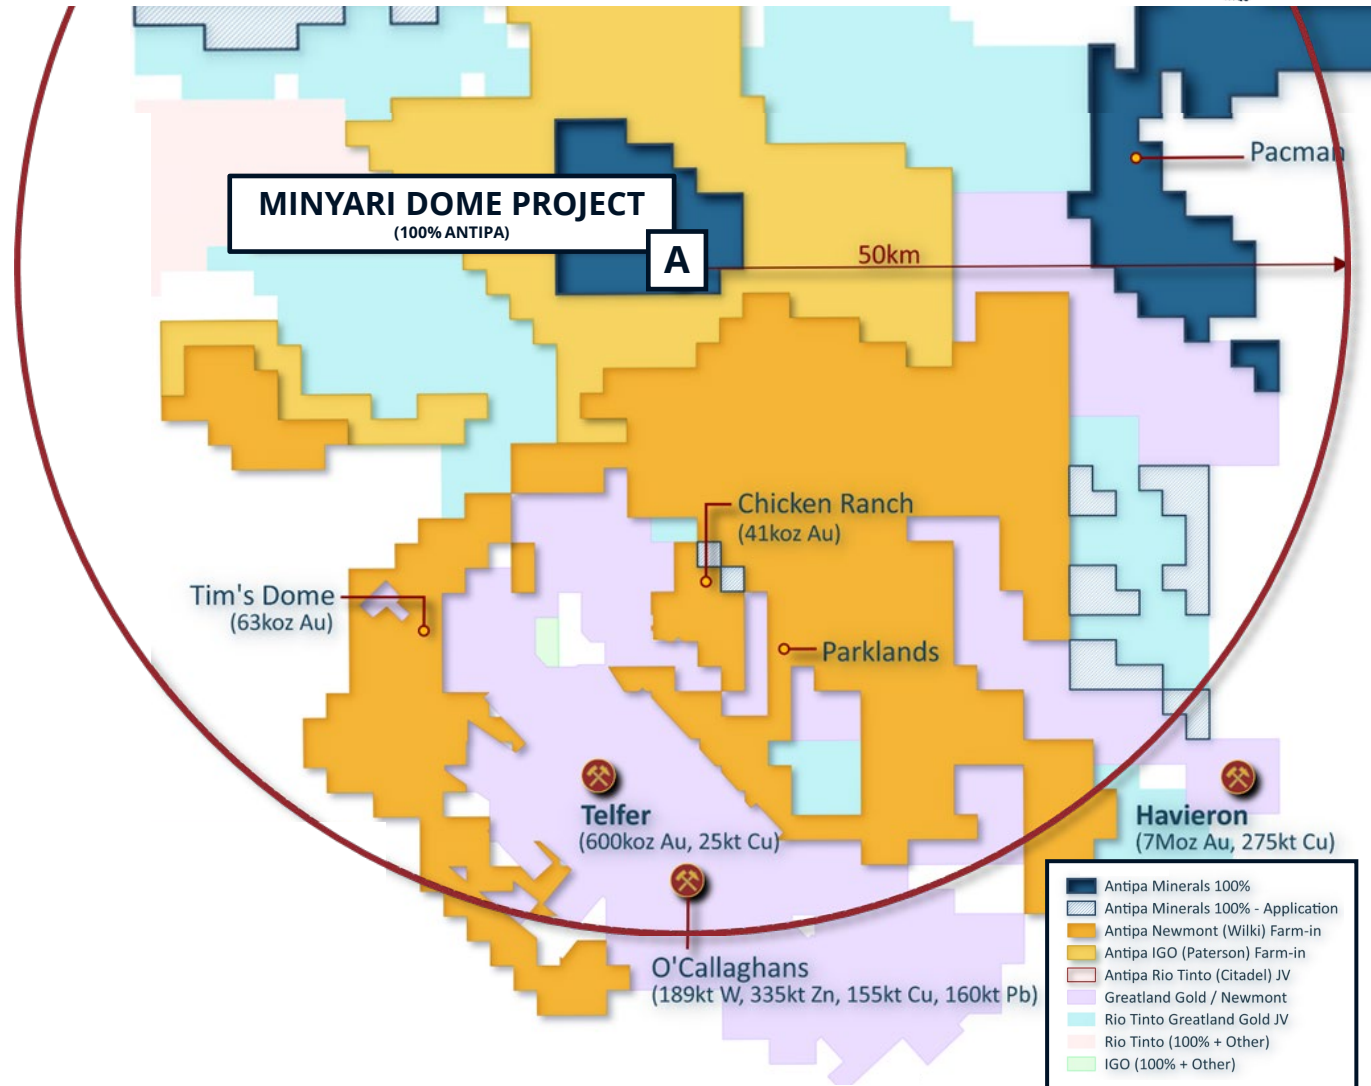 Pacman
MINYARI DOME PROJECT
(100% ANTIPA)
A
50km
Chicken Ranch
(41koz Au)
Tim's Dome
(63koz Au)
Parklands
Telfer
(600koz Au, 25kt Cu)
Havieron
(7Moz Au, 275kt Cu)
O'Callaghans
(189kt W, 335kt Zn, 155kt Cu, 160kt Pb)
Antipa Minerals 100%
Antipa Minerals 100% - Application
Antipa Newmont (Wilki) Farm-in
Antipa IGO (Paterson) Farm-in
Antipa Rio Tinto (Citadel) JV
Greatland Gold / Newmont
Rio Tinto Greatland Gold JV
Rio Tinto (100% + Other)
IGO (100% + Other)